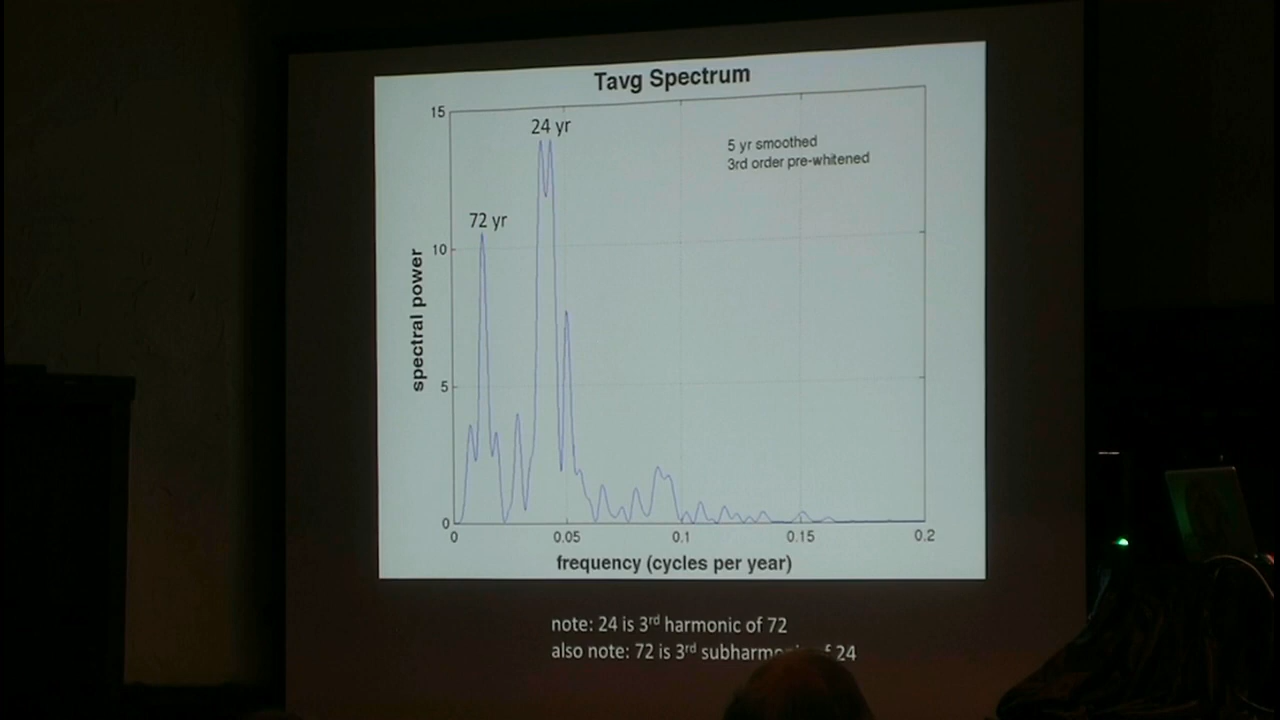 Tavg Spectrum
15
24 yr
5 yr smoothed
3rd order pre-whitened
72 yr
10
spectral power
5
0
0 0.05 0.1 0.15 0.2
frequency (cycles per year)
note: 24 is 3rd harmonic of 72
also note: 72 is 3rd 24